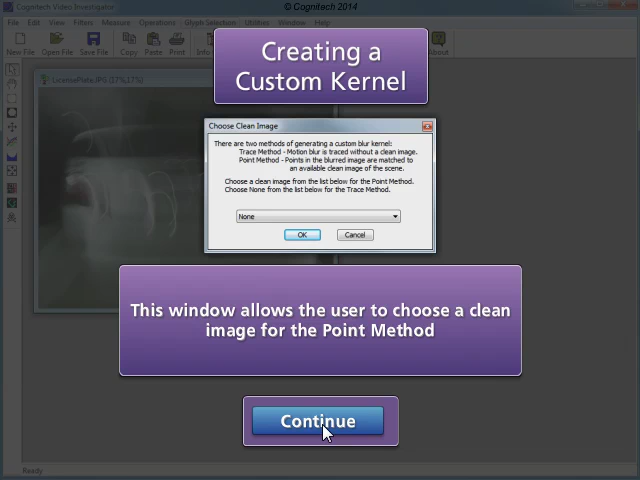 © Cognitech 2014
Cognitech Video Investigator
File Edit View Filters Measure Operations Glyph Selection Utilities Window Help
New File Open File Save File Copy Paste Print About
Creating a
Custom Kernel
LicensePlate.JPG (17%,17%)
Choose Clean Image
There are two methods of generating a custom blur kernel:
Trace Method - Motion blur is traced without a clean image.
Point Method - Points in the blurred image are matched to
an available clean image of the scene.
Choose a clean image from the list below for the Point Method.
Choose None from the list below for the Trace Method.
None
OK Cancel
This window allows the user to choose a clean
image for the Point Method
Continue
Ready